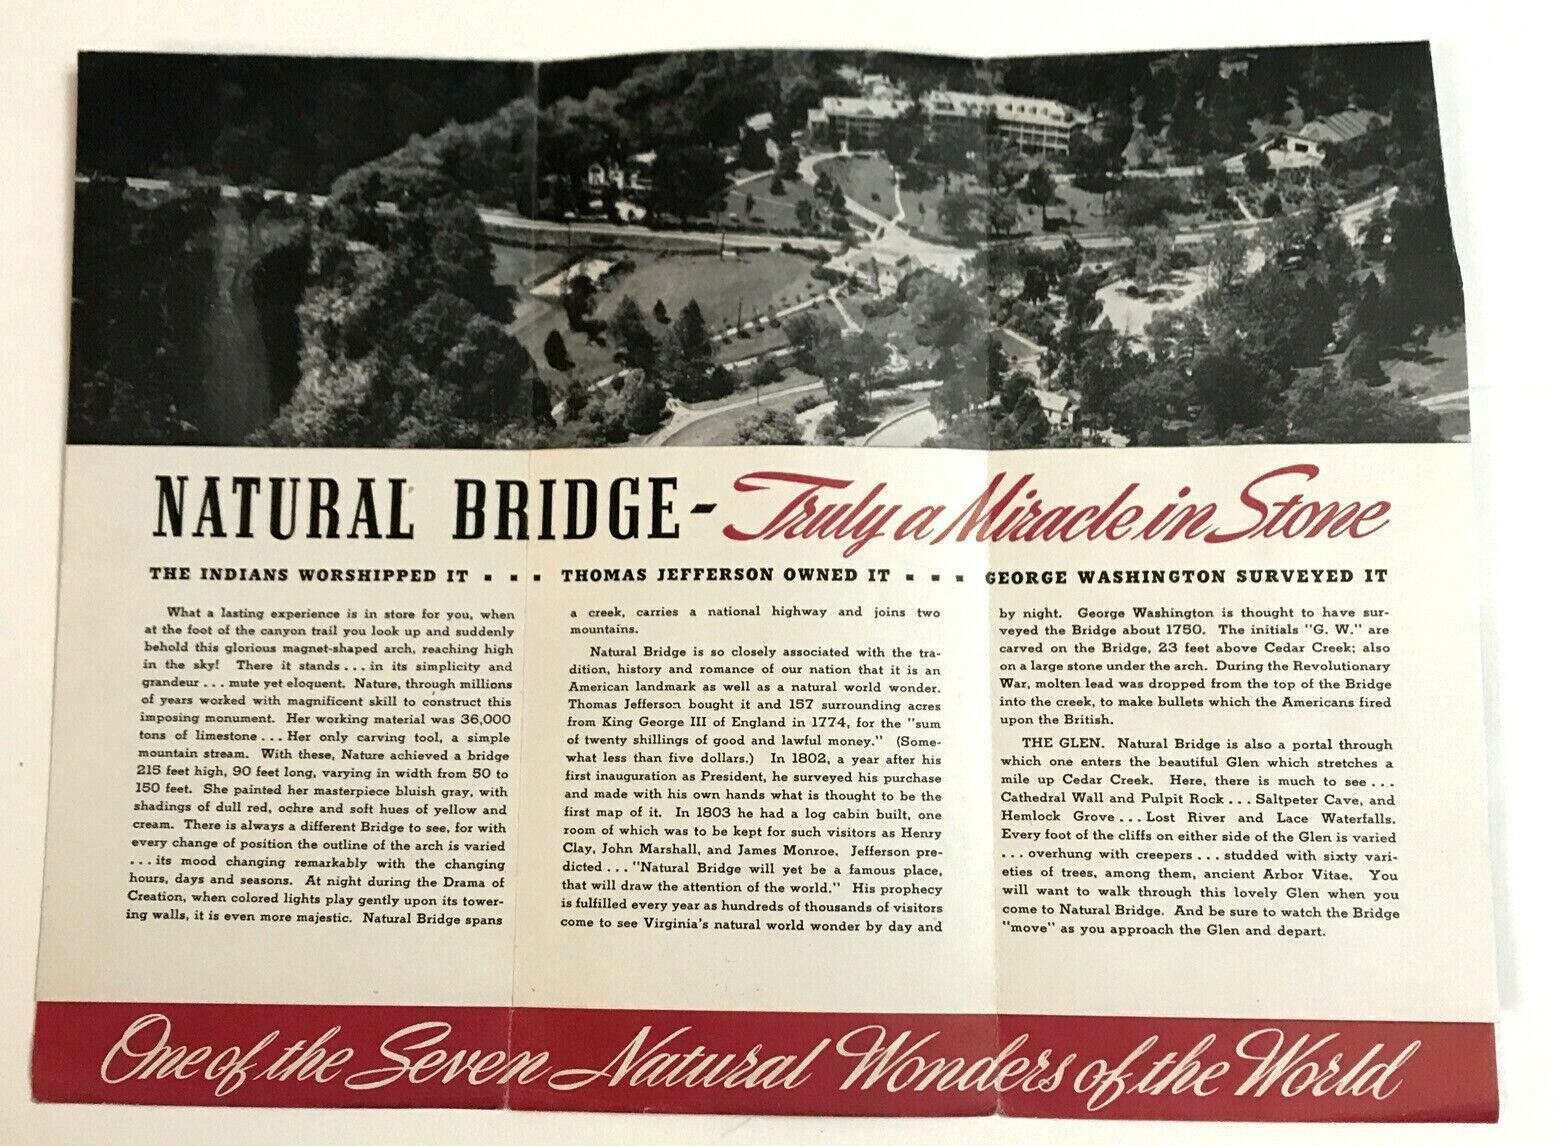 NATURAL BRIDGE - Truly a Miracle in Stone
THE INDIANS WORSHIPPED IT ... THOMAS JEFFERSON OWNED IT ... GEORGE WASHINGTON SURVEYED IT
What a lasting experience is in store for you, when
at the foot of the canyon trail you look up and suddenly
behold this glorious magnet-shaped arch, reaching high
in the sky! There it stands ... in its simplicity and
grandeur ... mute yet eloquent. Nature, through millions
of years worked with magnificent skill to construct this
imposing monument. Her working material was 36,000
tons of limestone ... Her only carving tool, a simple
mountain stream. With these, Nature achieved a bridge
215 feet high, 90 feet long, varying in width from 50 to
150 feet. She painted her masterpiece bluish gray, with
shadings of dull red, ochre and soft hues of yellow and
cream. There is always a different Bridge to see, for with
every change of position the outline of the arch is varied
... its mood changing remarkably with the changing
hours, days and seasons. At night during the Drama of
Creation, when colored lights play gently upon its tower-
ing walls, it is even more majestic. Natural Bridge spans
a creek, carries a national highway and joins two
mountains.
Natural Bridge is so closely associated with the tra-
dition, history and romance of our nation that it is an
American landmark as well as a natural world wonder.
Thomas Jefferson bought it and 157 surrounding acres
from King George III of England in 1774, for the "sum
of twenty shillings of good and lawful money." (Some-
what less than five dollars.) In 1802, a year after his
first inauguration as President, he surveyed his purchase
and made with his own hands what is thought to be the
first map of it. In 1803 he had a log cabin built, one
room of which was to be kept for such visitors as Henry
Clay, John Marshall, and James Monroe. Jefferson pre-
dicted ... "Natural Bridge will yet be a famous place,
that will draw the attention of the world." His prophecy
is fulfilled every year as hundreds of thousands of visitors
come to see Virginia's natural world wonder by day and
by night. George Washington is thought to have sur-
veyed the Bridge about 1750. The initials "G. W." are
carved on the Bridge, 23 feet above Cedar Creek; also
on a large stone under the arch. During the Revolutionary
War, molten lead was dropped from the top of the Bridge
into the creek, to make bullets which the Americans fired
upon the British.
THE GLEN. Natural Bridge is also a portal through
which one enters the beautiful Glen which stretches a
mile up Cedar Creek. Here, there is much to see ...
Cathedral Wall and Pulpit Rock ... Saltpeter Cave, and
Hemlock Grove ... Lost River and Lace Waterfalls.
Every foot of the cliffs on either side of the Glen is varied
... overhung with creepers ... studded with sixty vari-
eties of trees, among them, ancient Arbor Vitae. You
will want to walk through this lovely Glen when you
come to Natural Bridge. And be sure to watch the Bridge
"move" as you approach the Glen and depart.
One of the Seven Natural Wonders of the World